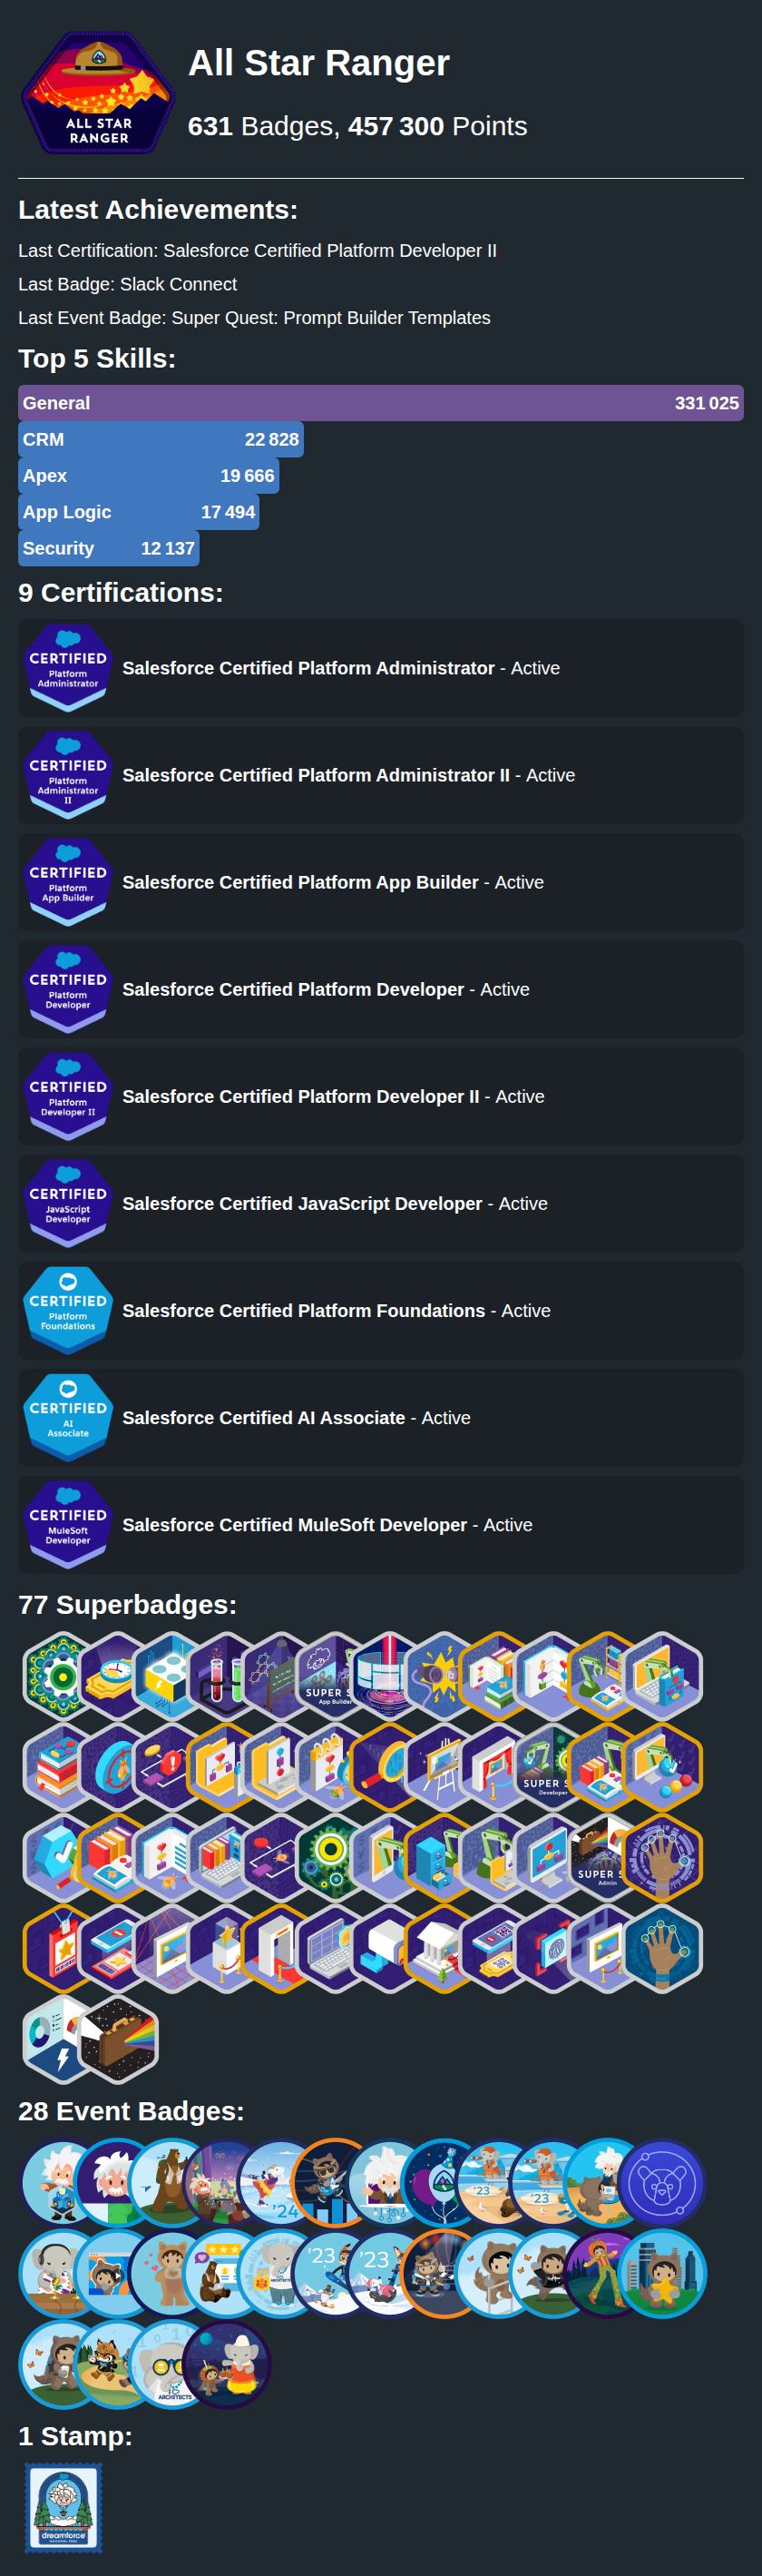 ALL STAR
RANGER
All Star Ranger
631 Badges, 457 300 Points
Latest Achievements:
Last Certification: Salesforce Certified Platform Developer II
Last Badge: Slack Connect
Last Event Badge: Super Quest: Prompt Builder Templates
Top 5 Skills:
General 331 025
CRM 22 828
Apex 19 666
App Logic 17 494
Security 12 137
9 Certifications:
CERTIFIED
Platform
Administrator
Salesforce Certified Platform Administrator - Active
CERTIFIED
Platform
Administrator
II
Salesforce Certified Platform Administrator II - Active
CERTIFIED
Platform
App Builder
Salesforce Certified Platform App Builder - Active
CERTIFIED
Platform
Developer
Salesforce Certified Platform Developer - Active
CERTIFIED
Platform
Developer II
Salesforce Certified Platform Developer II - Active
CERTIFIED
JavaScript
Developer
Salesforce Certified JavaScript Developer - Active
CERTIFIED
Platform
Foundations
Salesforce Certified Platform Foundations - Active
CERTIFIED
AI
Associate
Salesforce Certified AI Associate - Active
CERTIFIED
MuleSoft
Developer
Salesforce Certified MuleSoft Developer - Active
77 Superbadges:
SUPER S
App Builder
SUPER S
Developer
SUPER S
Admin
28 Event Badges:
'24
'23
'23
'23
'23
ARCHITECTS
1 Stamp:
dreamforce